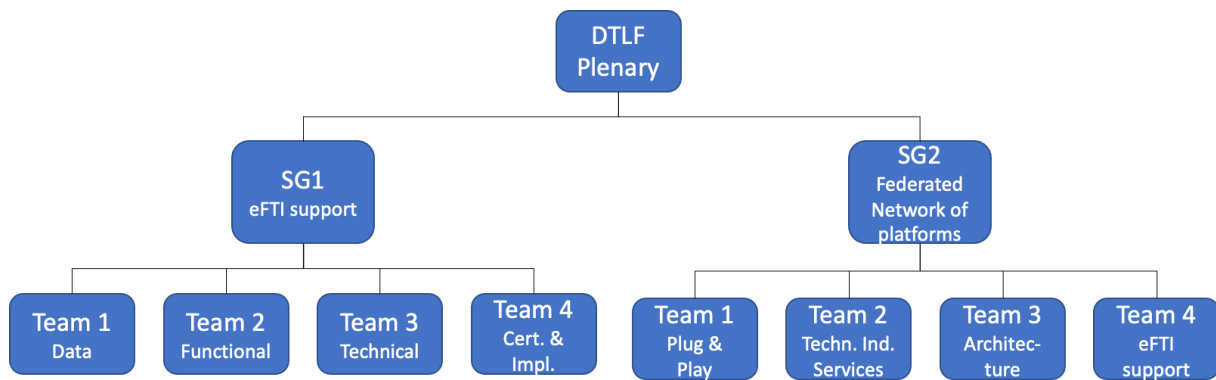 DTLF
Plenary
SG1
eFTI support
SG2
Federated
Network of
platforms
Team 1
Data
Team 2
Functional
Team 3
Technical
Team 4
Cert. &
Impl.
Team 1
Plug &
Play
Team 2
Techn. Ind.
Services
Team 3
Architec-
ture
Team 4
eFTI
support